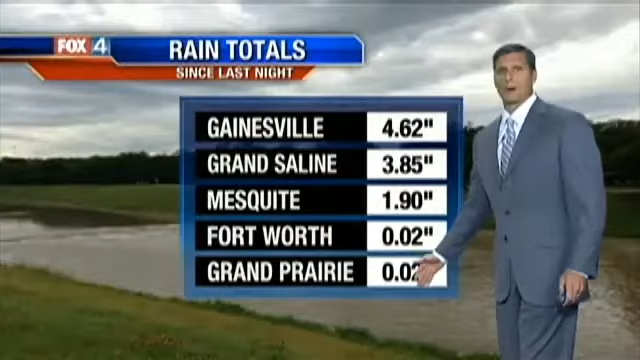 FOX 4
RAIN TOTALS
SINCE LAST NIGHT
GAINESVILLE 4.62"
GRAND SALINE 3.85"
MESQUITE 1.90"
FORT WORTH 0.02"
GRAND PRAIRIE